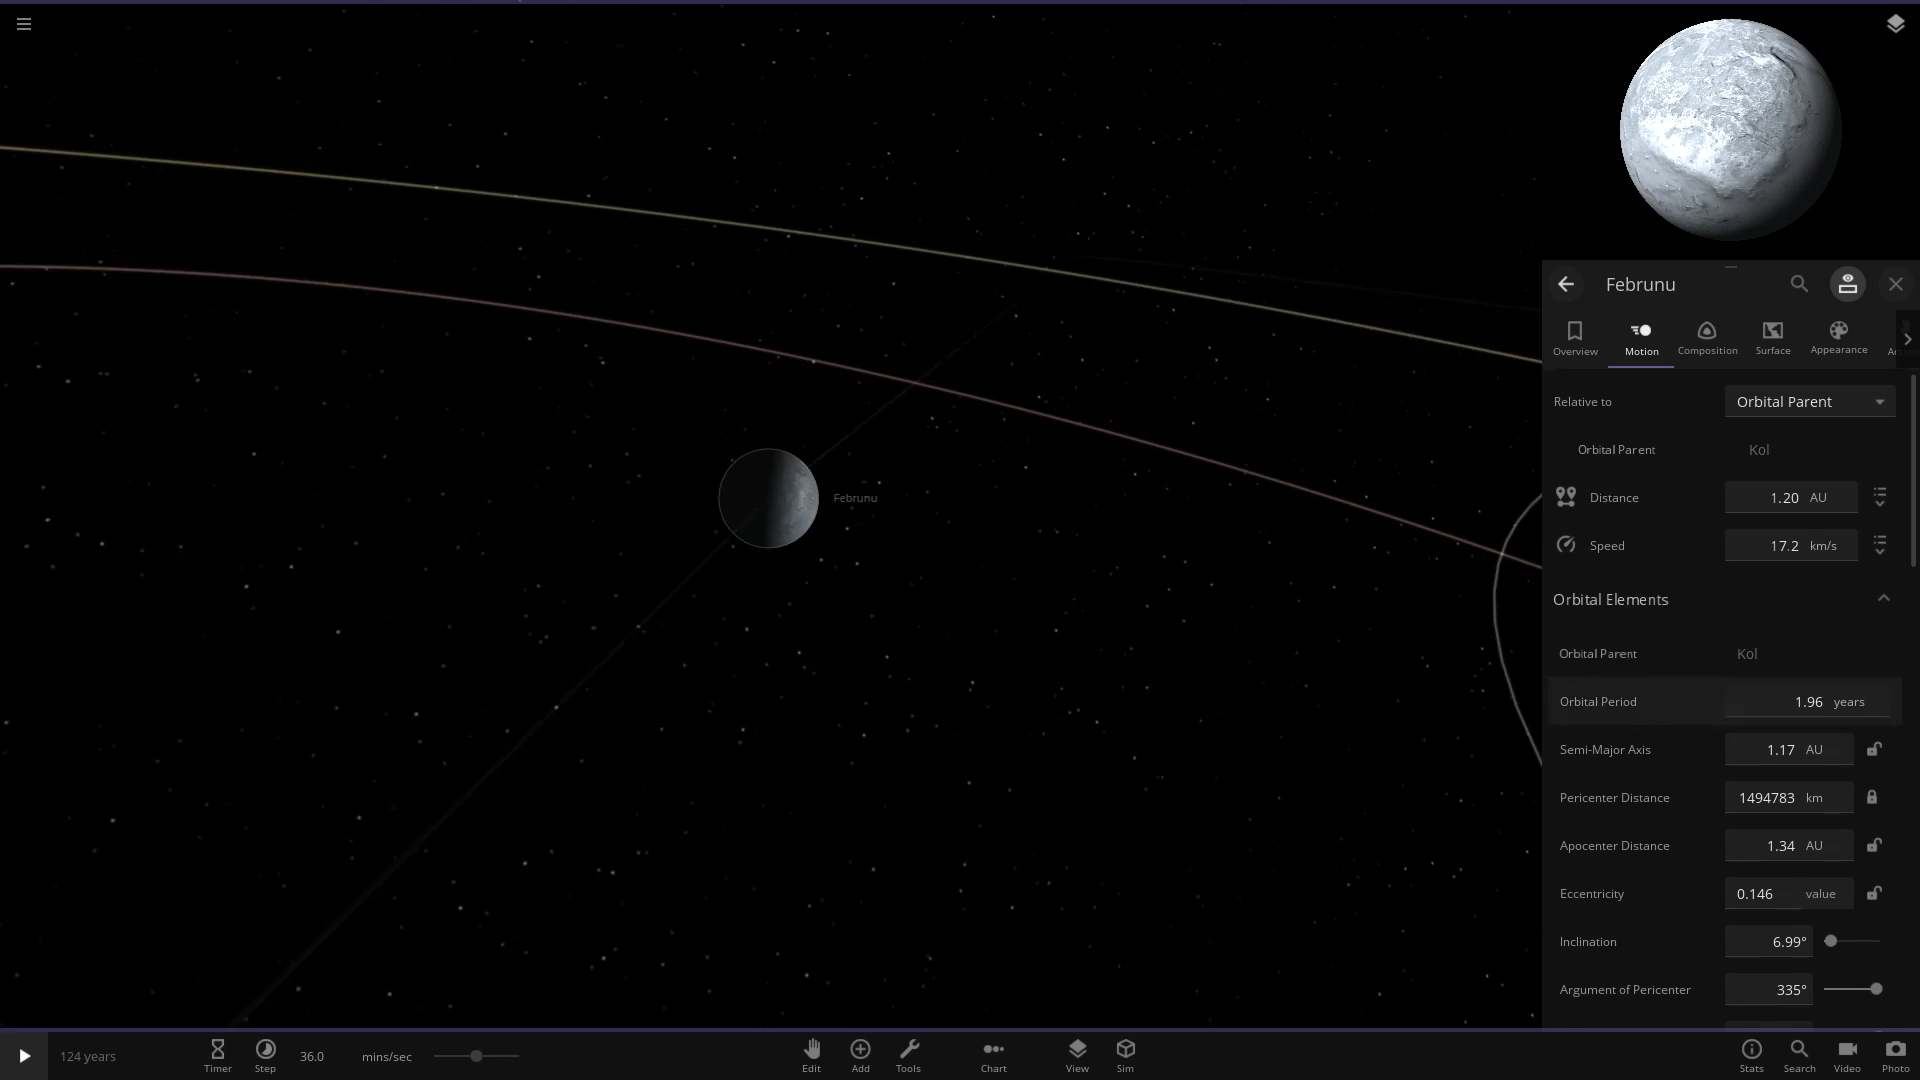 Februnu
Overview
Motion
Composition
Surface
Appearance
Relative to
Orbital Parent
Orbital Parent
Kol
Distance
1.20 AU
Speed
17.2 km/s
Orbital Elements
Orbital Parent
Kol
Orbital Period
1.96 years
Semi-Major Axis
1.17 AU
Pericenter Distance
1494783 km
Apocenter Distance
1.34 AU
Eccentricity
0.146 value
Inclination
6.99°
Argument of Pericenter
335°
Februnu
124 years
Timer
Step
36.0 mins/sec
Edit
Add
Tools
Chart
View
Sim
Stats
Search
Video
Photo